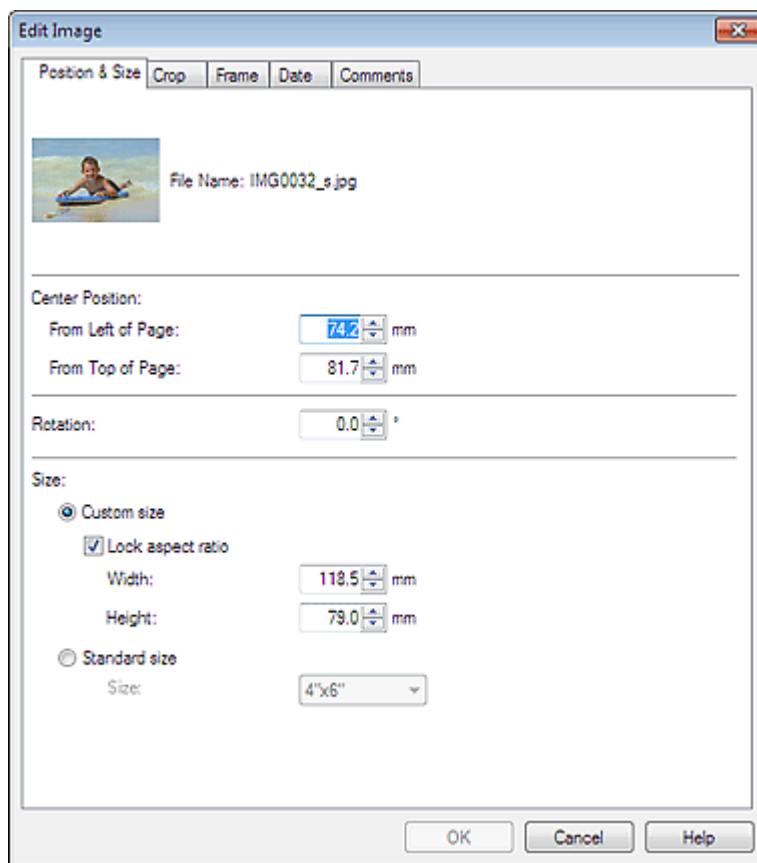 Edit Image
Position & Size Crop Frame Date Comments
File Name: IMG0032_s.jpg
Center Position:
From Left of Page: 74.2 mm
From Top of Page: 81.7 mm
Rotation: 0.0 °
Size:
Custom size
Lock aspect ratio
Width: 118.5 mm
Height: 79.0 mm
Standard size
Size: 4"x6"
OK Cancel Help